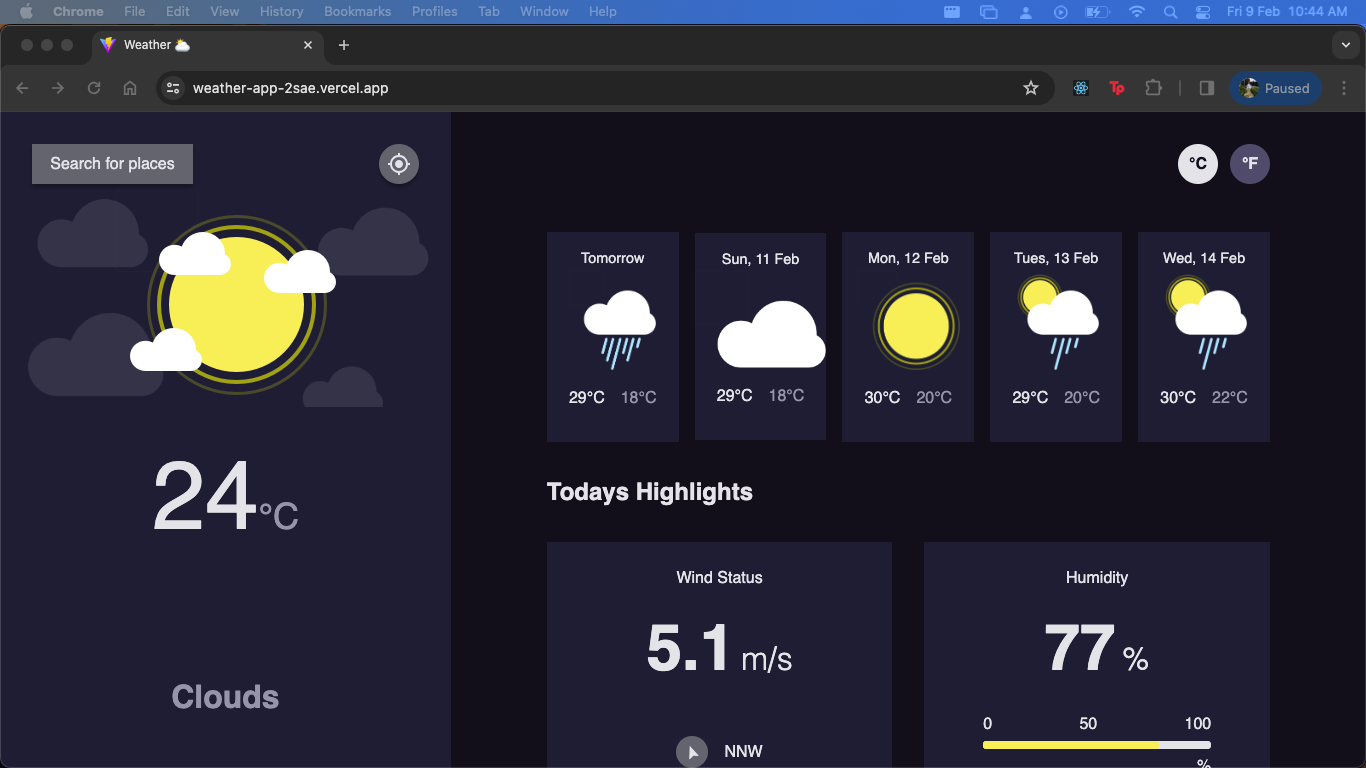 Chrome File Edit View History Bookmarks Profiles Tab Window Help Fri 9 Feb 10:44 AM
Weather
weather-app-2sae.vercel.app
Tp
Paused
Search for places
°C °F
Tomorrow Sun, 11 Feb Mon, 12 Feb Tues, 13 Feb Wed, 14 Feb
29°C 18°C 29°C 18°C 30°C 20°C 29°C 20°C 30°C 22°C
24°C
Clouds
Todays Highlights
Wind Status
5.1 m/s
NNW
Humidity
77 %
0 50 100
%